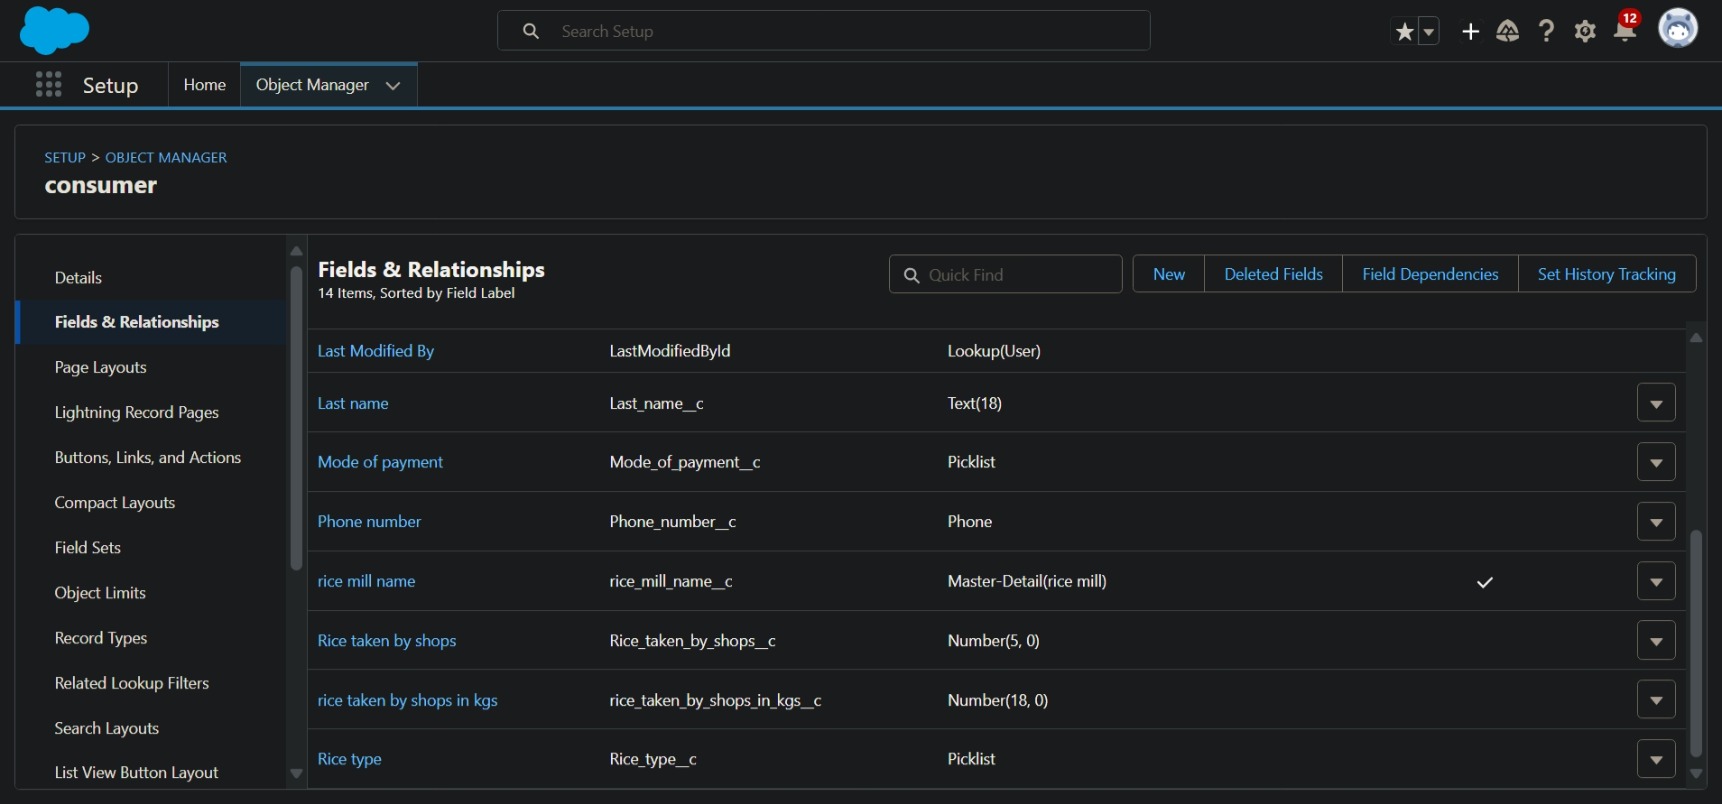 Search Setup
12
Setup
Home
Object Manager
SETUP > OBJECT MANAGER
consumer
Details
Fields & Relationships
Page Layouts
Lightning Record Pages
Buttons, Links, and Actions
Compact Layouts
Field Sets
Object Limits
Record Types
Related Lookup Filters
Search Layouts
List View Button Layout
Fields & Relationships
14 Items, Sorted by Field Label
Quick Find
New
Deleted Fields
Field Dependencies
Set History Tracking
Last Modified By LastModifiedById Lookup(User)
Last name Last_name__c Text(18)
Mode of payment Mode_of_payment__c Picklist
Phone number Phone_number__c Phone
rice mill name rice_mill_name__c Master-Detail(rice mill)
Rice taken by shops Rice_taken_by_shops__c Number(5, 0)
rice taken by shops in kgs rice_taken_by_shops_in_kgs__c Number(18, 0)
Rice type Rice_type__c Picklist